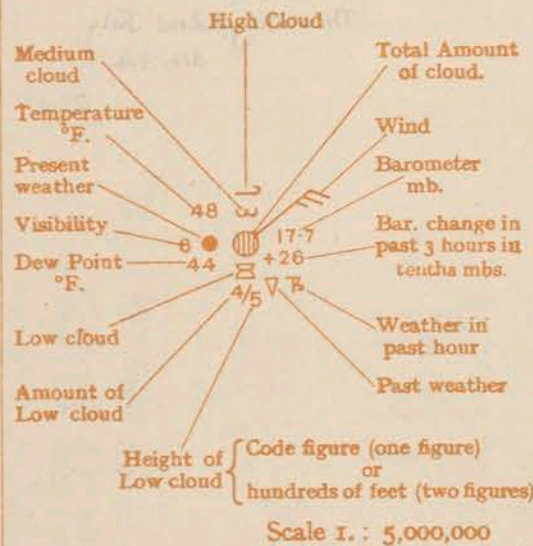 High Cloud
Medium
cloud
Total Amount
of cloud.
Temperature
°F.
Wind
Present
weather
Barometer
mb.
48
Visibility
6
17·7
Bar. change in
past 3 hours in
tenths mbs.
+26
Dew Point
°F.
44
4/5
Low cloud
Weather in
past hour
Amount of
Low cloud
Past weather
Height of
Low cloud
Code figure (one figure)
or
hundreds of feet (two figures)
Scale 1. : 5,000,000